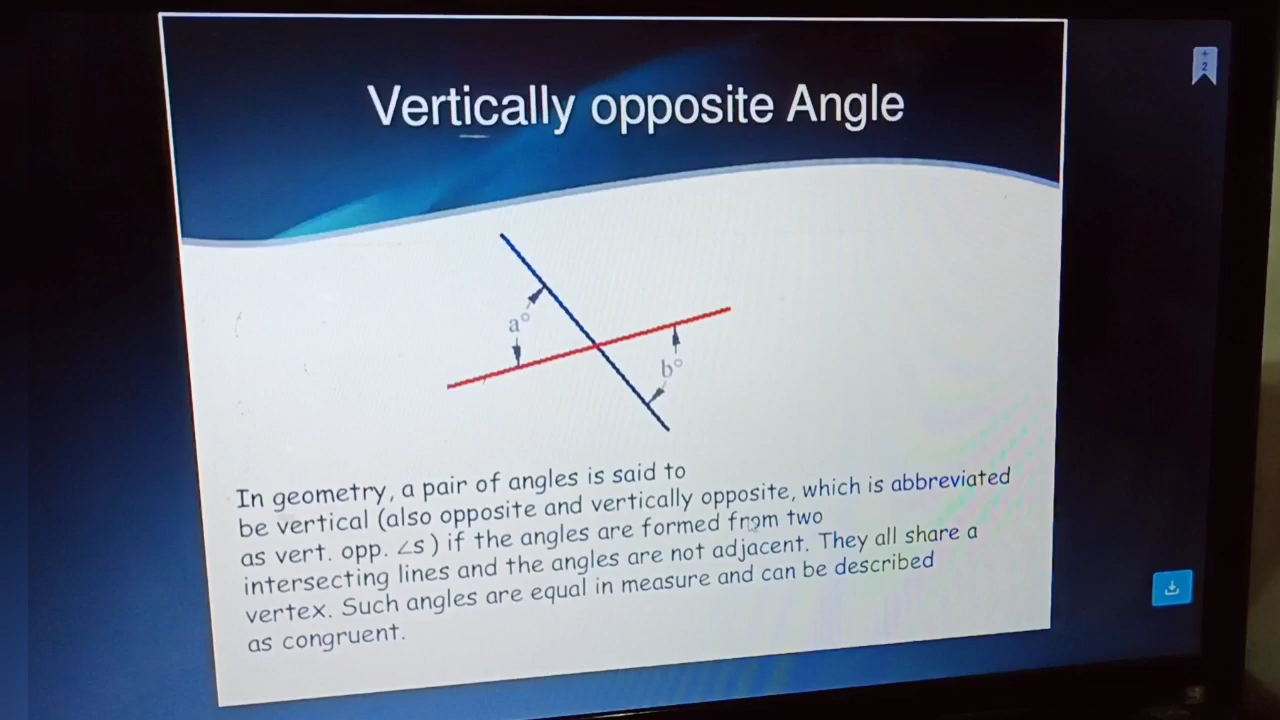 Vertically opposite Angle
+
2
a°
b°
In geometry, a pair of angles is said to
be vertical (also opposite and vertically opposite, which is abbreviated
as vert. opp. ∠s) if the angles are formed from two
intersecting lines and the angles are not adjacent. They all share a
vertex. Such angles are equal in measure and can be described
as congruent.